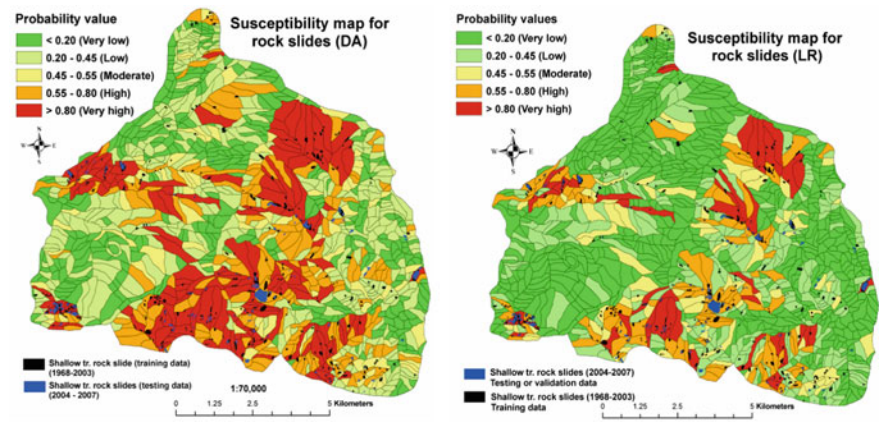 Probability value
< 0.20 (Very low)
0.20 - 0.45 (Low)
0.45 - 0.55 (Moderate)
0.55 - 0.80 (High)
> 0.80 (Very high)
Susceptibility map for
rock slides (DA)
N
W E
S
Shallow tr. rock slide (training data)
(1968-2003)
Shallow tr. rock slides (testing data)
(2004 - 2007)
1:70,000
0 1.25 2.5 5 Kilometers
Probability values
< 0.20 (Very low)
0.20 - 0.45 (Low)
0.45 - 0.55 (Moderate)
0.55 - 0.80 (High)
> 0.80 (Very high)
Susceptibility map for
rock slides (LR)
N
W E
S
Shallow tr. rock slides (2004-2007)
Testing or validation data
Shallow tr. rock slides (1968-2003)
Training data
0 1.25 2.5 5 Kilometers